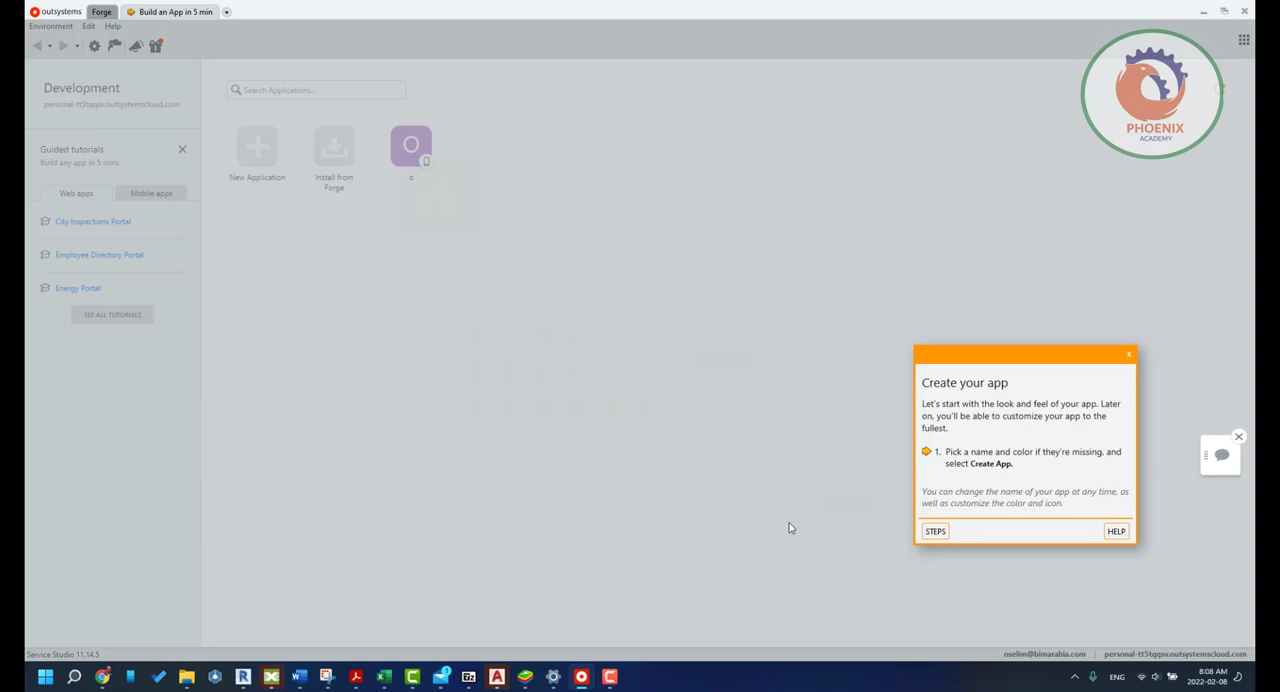 outsystems
Forge
Build an App in 5 min
Environment Edit Help
PHOENIX
ACADEMY
Development
personal-tt5tqqsv.outsystemscloud.com
Search Applications...
Guided tutorials
Build any app in 5 mins
Web apps
Mobile apps
City Inspections Portal
Employee Directory Portal
Energy Portal
SEE ALL TUTORIALS
New Application
Install from
Forge
O
o
Create your app
x
Let's start with the look and feel of your app. Later
on, you'll be able to customize your app to the
fullest.
1. Pick a name and color if they're missing, and
select Create App.
You can change the name of your app at any time, as
well as customize the color and icon.
STEPS
HELP
Service Studio 11.14.5
oselim@bimarabia.com
personal-tt5tqqsv.outsystemscloud.com
ENG
8:08 AM
2022-02-08